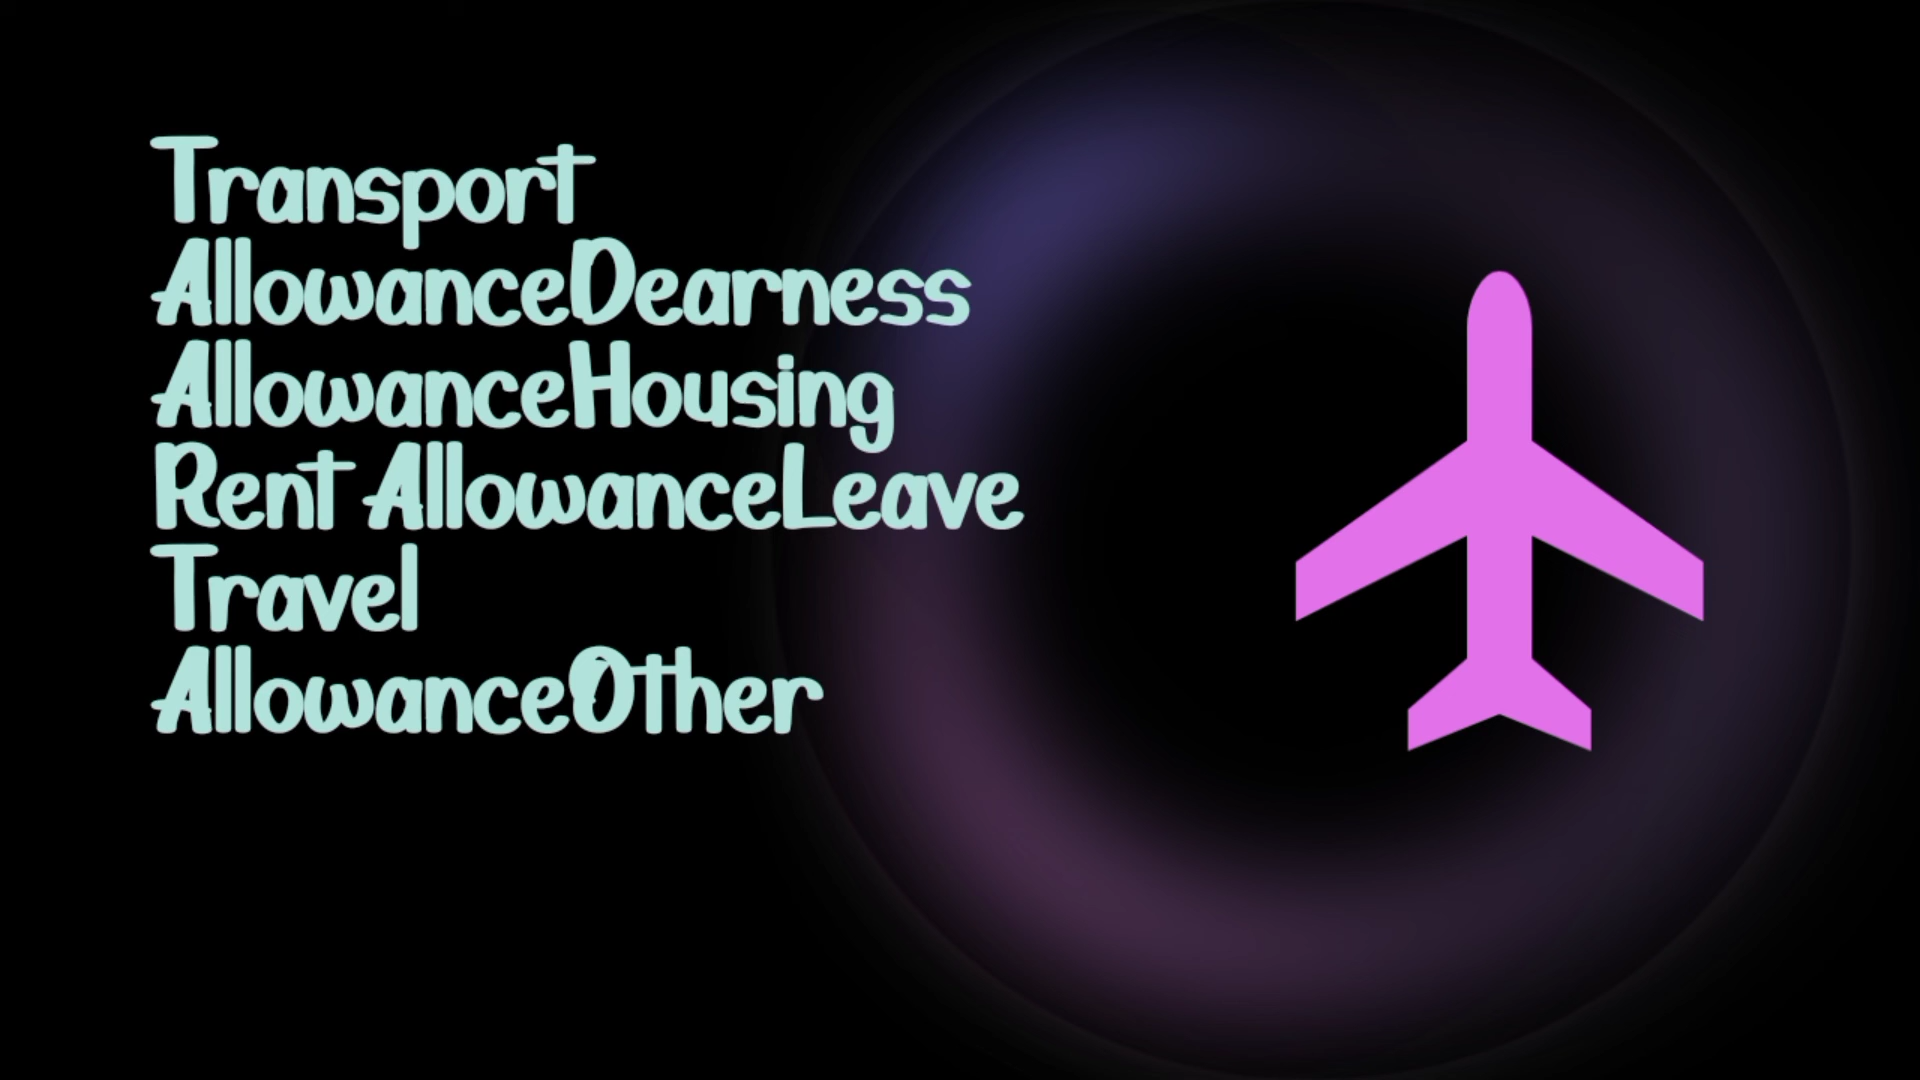 Transport
AllowanceDearness
AllowanceHousing
Rent AllowanceLeave
Travel
AllowanceOther